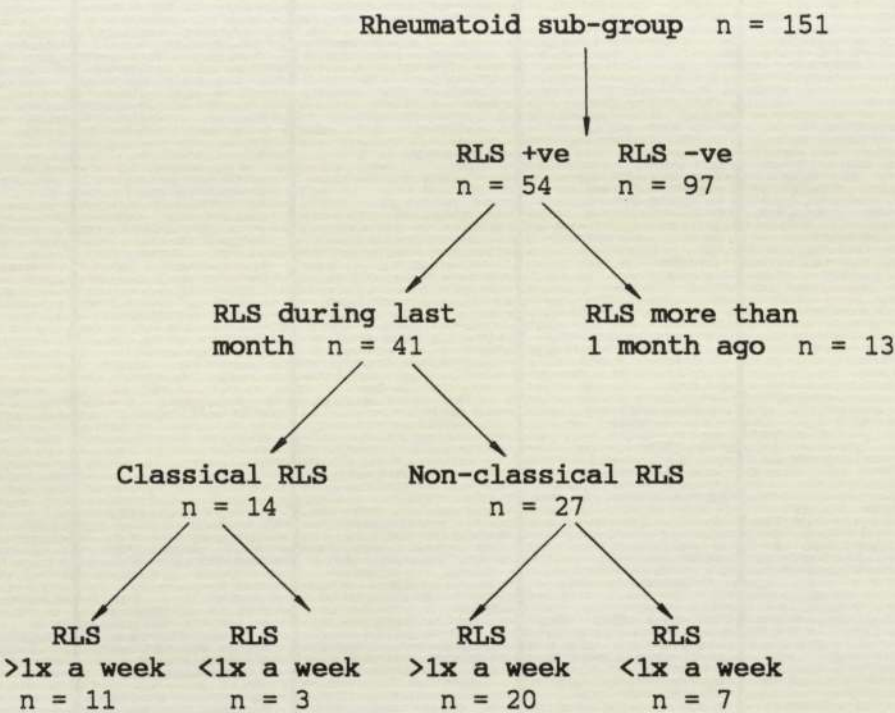 Rheumatoid sub-group n = 151
RLS +ve RLS -ve
n = 54 n = 97
RLS during last
month n = 41
RLS more than
1 month ago n = 13
Classical RLS
n = 14
Non-classical RLS
n = 27
RLS
>1x a week
n = 11
RLS
<1x a week
n = 3
RLS
>1x a week
n = 20
RLS
<1x a week
n = 7